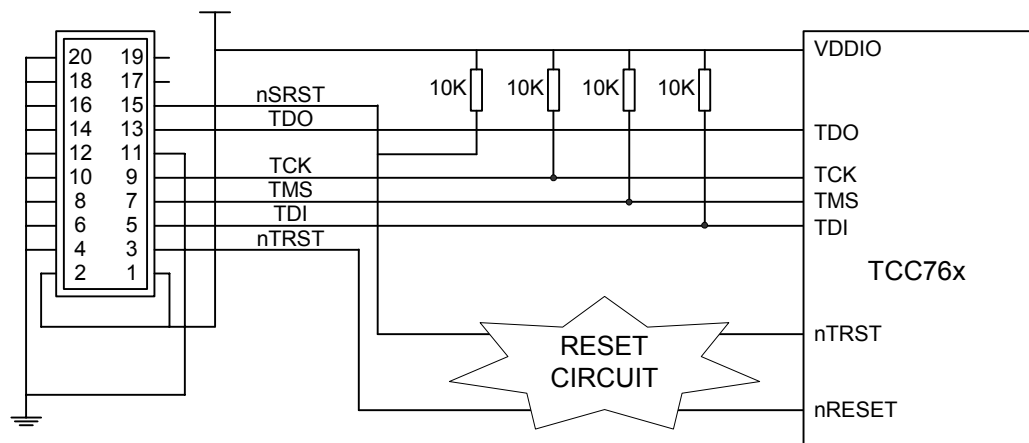 20 19
18 17
16 15
14 13
12 11
10 9
8 7
6 5
4 3
2 1
nSRST
TDO
TCK
TMS
TDI
nTRST
10K 10K 10K 10K
VDDIO
TDO
TCK
TMS
TDI
TCC76x
nTRST
nRESET
RESET
CIRCUIT